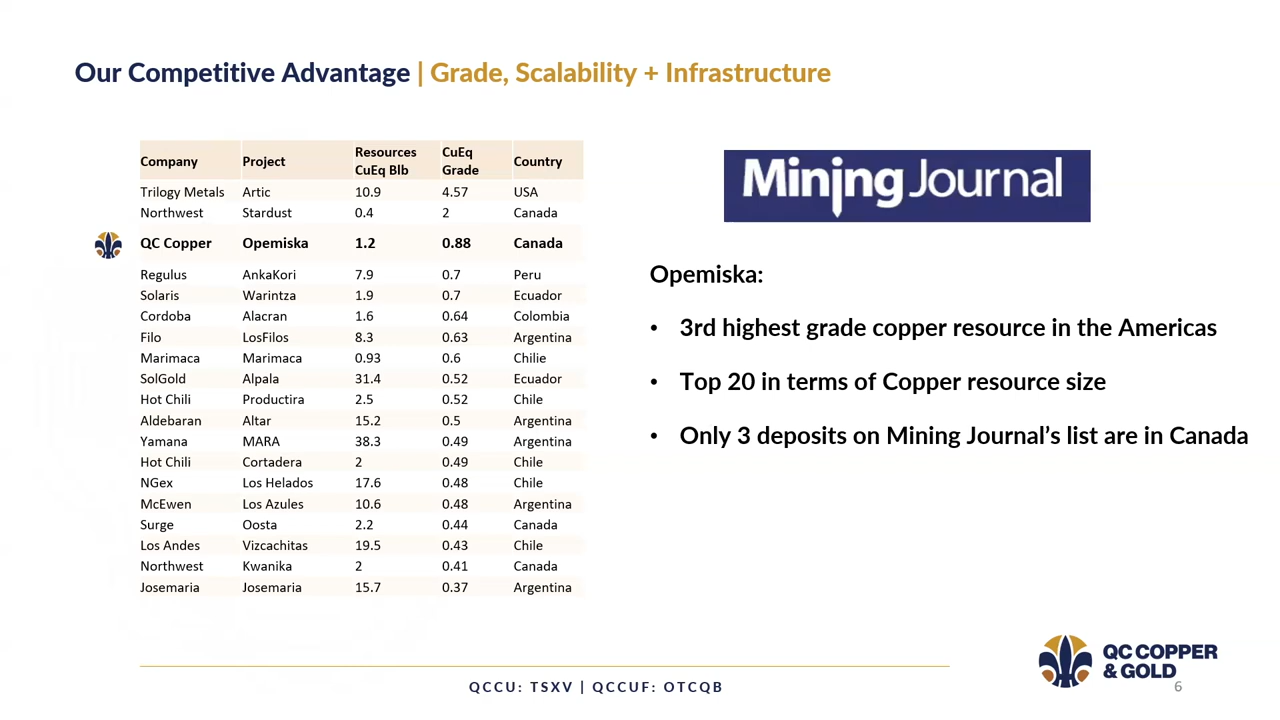 Our Competitive Advantage | Grade, Scalability + Infrastructure
Company Project Resources CuEq Blb CuEq Grade Country
Trilogy Metals Artic 10.9 4.57 USA
Northwest Stardust 0.4 2 Canada
QC Copper Opemiska 1.2 0.88 Canada
Regulus AnkaKori 7.9 0.7 Peru
Solaris Warintza 1.9 0.7 Ecuador
Cordoba Alacran 1.6 0.64 Colombia
Filo LosFilos 8.3 0.63 Argentina
Marimaca Marimaca 0.93 0.6 Chilie
SolGold Alpala 31.4 0.52 Ecuador
Hot Chili Productira 2.5 0.52 Chile
Aldebaran Altar 15.2 0.5 Argentina
Yamana MARA 38.3 0.49 Argentina
Hot Chili Cortadera 2 0.49 Chile
NGex Los Helados 17.6 0.48 Chile
McEwen Los Azules 10.6 0.48 Argentina
Surge Oosta 2.2 0.44 Canada
Los Andes Vizcachitas 19.5 0.43 Chile
Northwest Kwanika 2 0.41 Canada
Josemaria Josemaria 15.7 0.37 Argentina
Mining Journal
Opemiska:
• 3rd highest grade copper resource in the Americas
• Top 20 in terms of Copper resource size
• Only 3 deposits on Mining Journal’s list are in Canada
QCCU: TSXV | QCCUF: OTCQB
QC COPPER
& GOLD
6